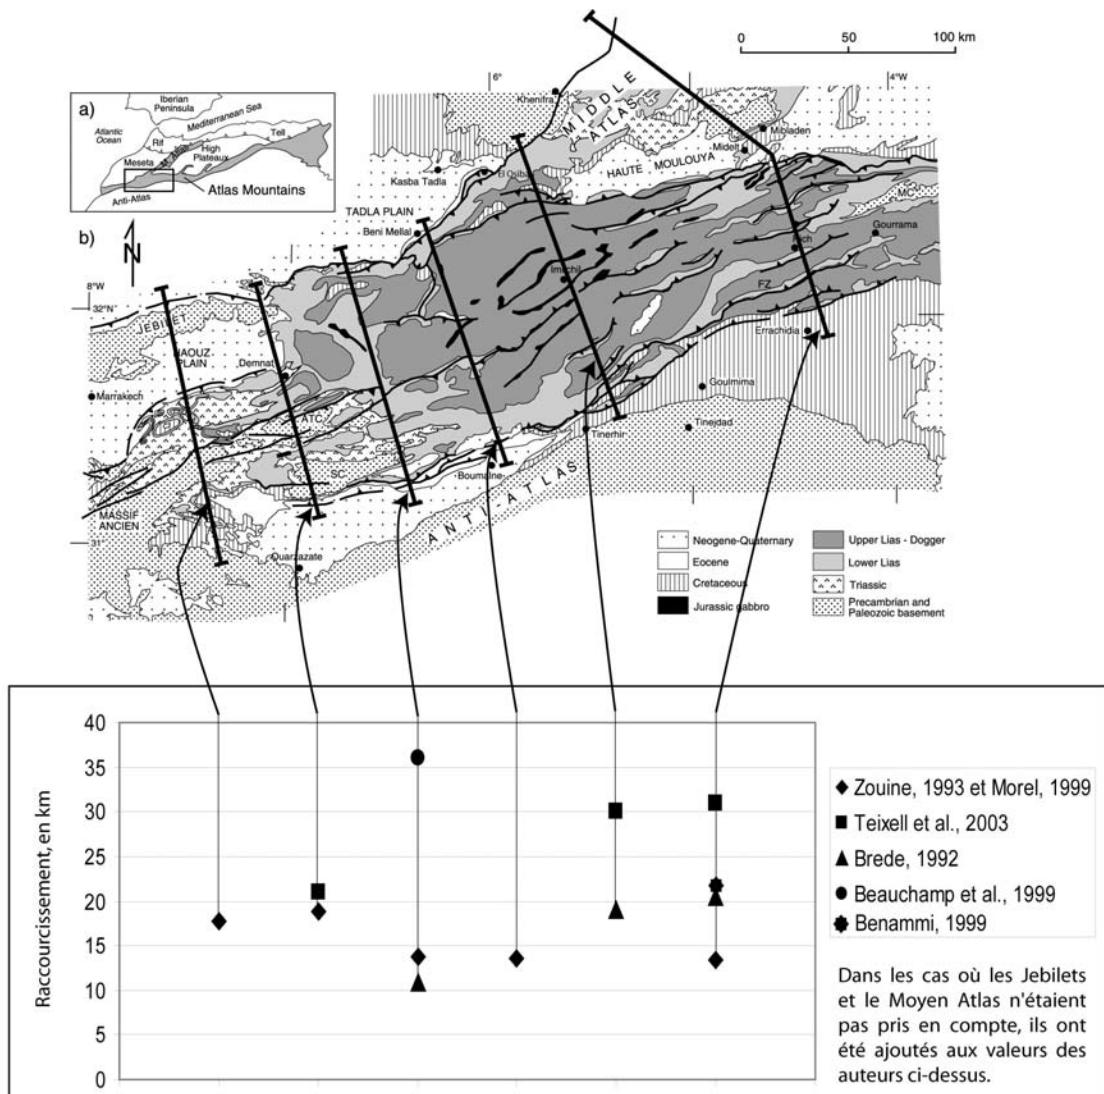 0 50 100 km
6° 4°W
a)
Iberian
Peninsula
Mediterranean Sea
Atlantic
Ocean
Rif
Tell
High
Plateaux
Meseta
Atlas Mountains
Anti-Atlas
b)
N
8°W
32°N
31°
Khenifra
MIDDLE
ATLAS
Mibladen
Midelt
HAUTE MOULOUYA
Kasba Tadla
TADLA PLAIN
Beni Mellal
MC
Gourrama
Rich
FZ
Imilchil
JEBILET
HAOUZ
PLAIN
Demnat
Marrakech
ATC
SC
Errachidia
Goulmima
Tinerhir
Tinejdad
Boumalne
ANTI-ATLAS
MASSIF
ANCIEN
Ouarzazate
Neogene-Quaternary
Eocene
Cretaceous
Jurassic gabbro
Upper Lias - Dogger
Lower Lias
Triassic
Precambrian and
Paleozoic basement
Raccourcissement, en km
40
35
30
25
20
15
10
5
0
Zouine, 1993 et Morel, 1999
Teixell et al., 2003
Brede, 1992
Beauchamp et al., 1999
Benammi, 1999
Dans les cas où les Jebilets
et le Moyen Atlas n'étaient
pas pris en compte, ils ont
été ajoutés aux valeurs des
auteurs ci-dessus.